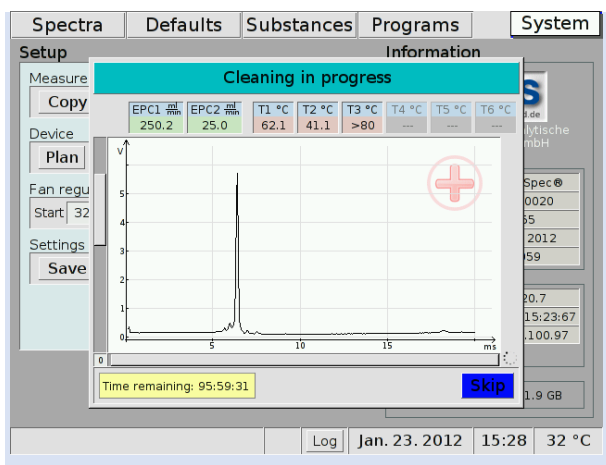 Spectra Defaults Substances Programs System
Setup Information
Measure
Copy
Device
Plan
Fan regu
Start 32
Settings
Save
Cleaning in progress
EPC1 ml/min EPC2 ml/min T1 °C T2 °C T3 °C T4 °C T5 °C T6 °C
250.2 25.0 62.1 41.1 >80 --- --- ---
V
5
4
3
2
1
0
5 10 15 ms
0
Time remaining: 95:59:31
Skip
S
d.de
lytische
mbH
Spec®
0020
55
2012
959
20.7
15:23:67
.100.97
1.9 GB
Log Jan. 23. 2012 15:28 32 °C